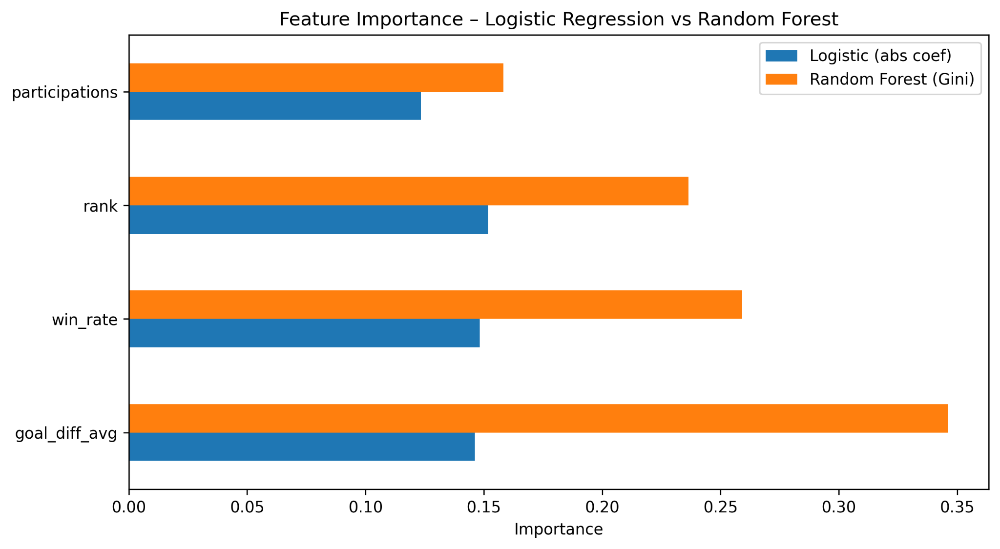 Feature Importance – Logistic Regression vs Random Forest
Logistic (abs coef)
Random Forest (Gini)
participations
rank
win_rate
goal_diff_avg
0.00 0.05 0.10 0.15 0.20 0.25 0.30 0.35
Importance